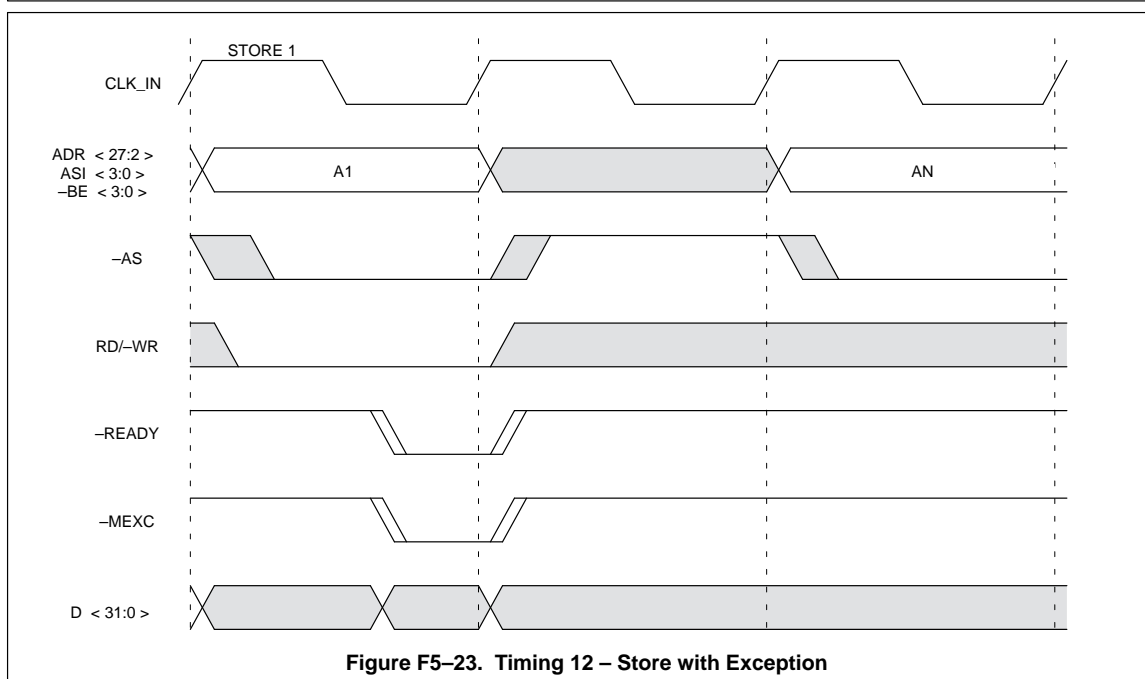 STORE 1
CLK_IN
ADR < 27:2 >
ASI < 3:0 >
–BE < 3:0 >
A1
AN
–AS
RD/–WR
–READY
–MEXC
D < 31:0 >
Figure F5–23. Timing 12 – Store with Exception